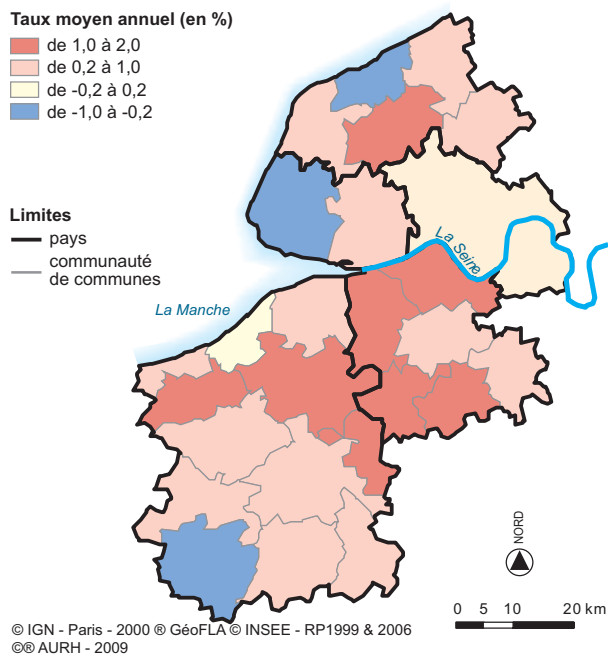 Taux moyen annuel (en %)
de 1,0 à 2,0
de 0,2 à 1,0
de -0,2 à 0,2
de -1,0 à -0,2
Limites
pays
communauté
de communes
La Seine
La Manche
NORD
0 5 10 20 km
© IGN - Paris - 2000 ® GéoFLA © INSEE - RP1999 & 2006
©® AURH - 2009